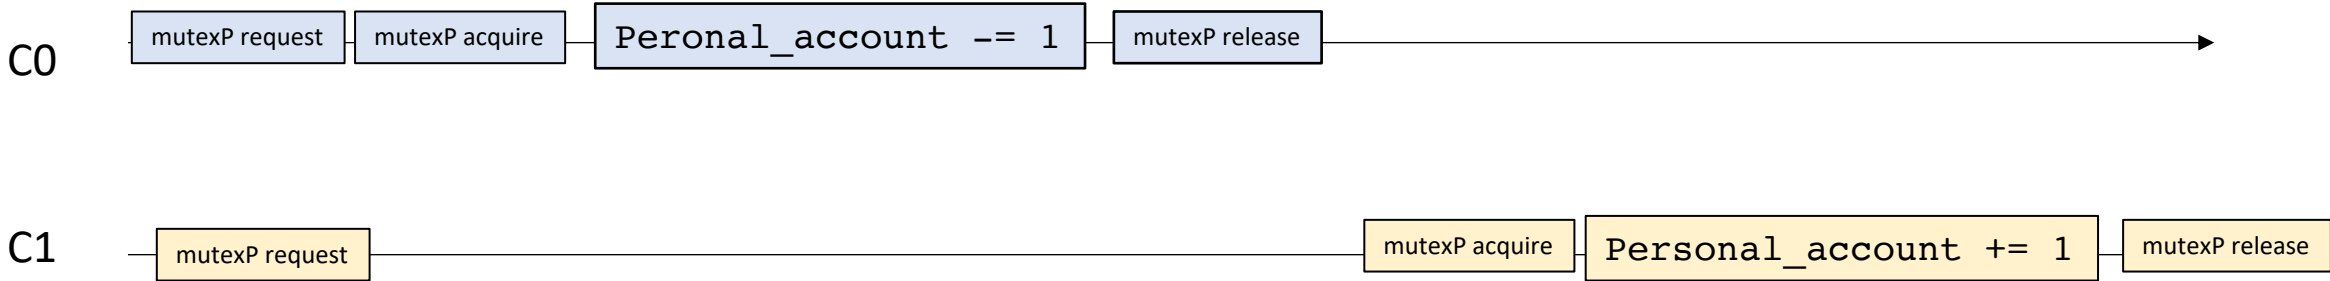 C0
mutexP request
mutexP acquire
Peronal_account -= 1
mutexP release
C1
mutexP request
mutexP acquire
Personal_account += 1
mutexP release